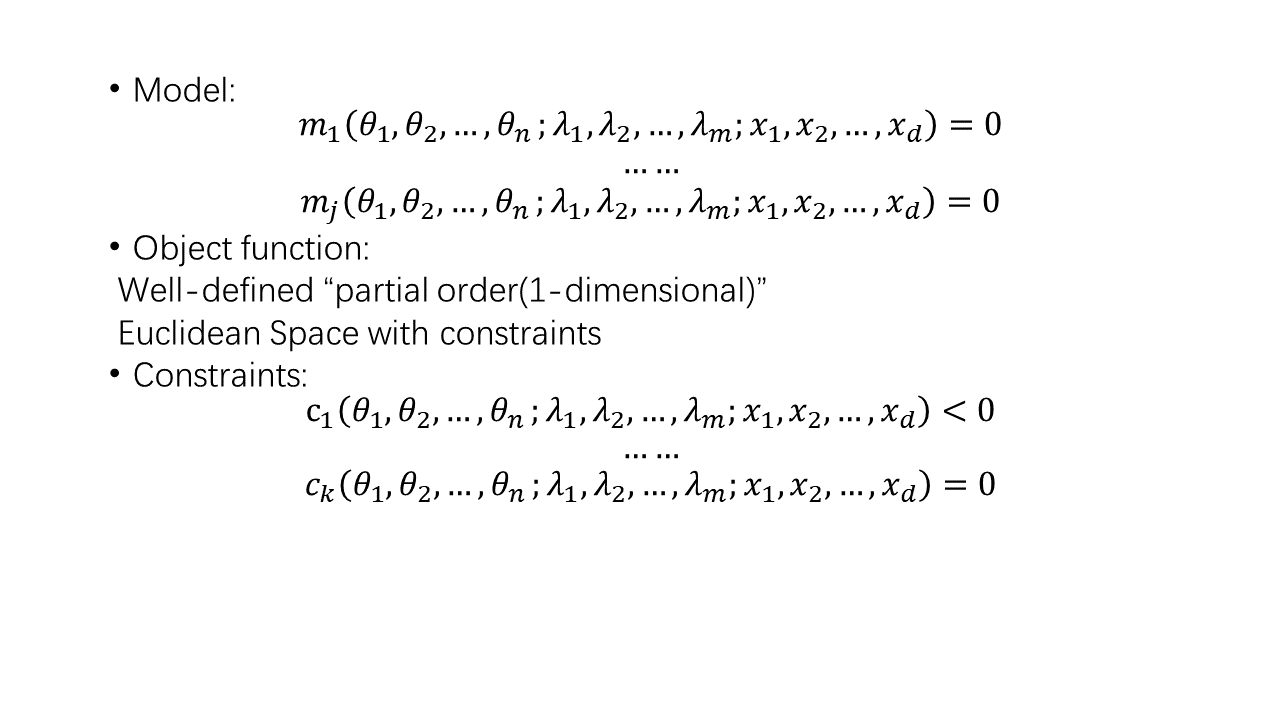 • Model:
m₁(θ₁, θ₂, … , θₙ ; λ₁, λ₂, … , λₘ; x₁, x₂, … , x_d) = 0
… …
mⱼ(θ₁, θ₂, … , θₙ ; λ₁, λ₂, … , λₘ; x₁, x₂, … , x_d) = 0
• Object function:
Well-defined “partial order(1-dimensional)”
Euclidean Space with constraints
• Constraints:
c₁(θ₁, θ₂, … , θₙ ; λ₁, λ₂, … , λₘ; x₁, x₂, … , x_d) < 0
… …
cₖ(θ₁, θ₂, … , θₙ ; λ₁, λ₂, … , λₘ; x₁, x₂, … , x_d) = 0